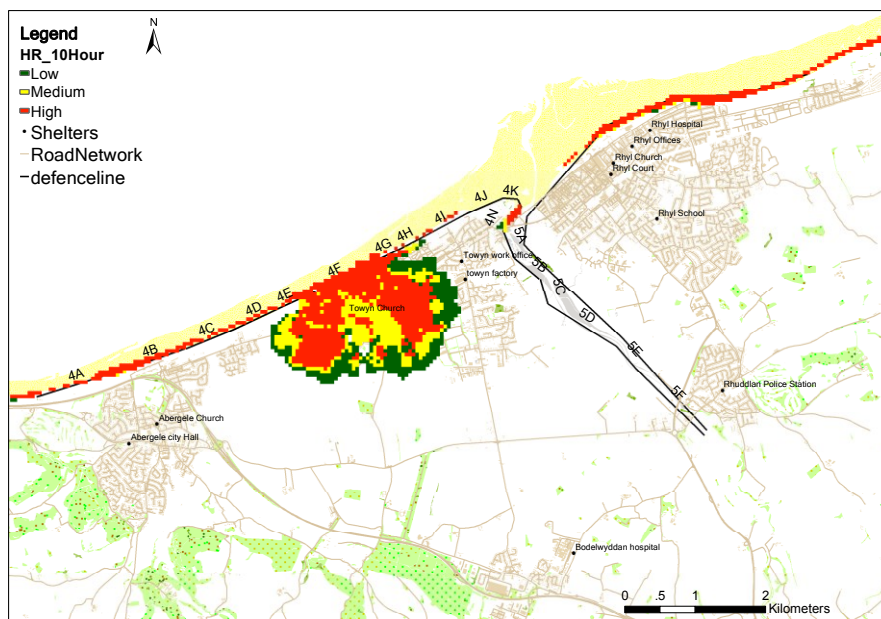 Legend
HR_10Hour
Low
Medium
High
Shelters
RoadNetwork
defenceline
N
Rhyl Hospital
Rhyl Offices
Rhyl Church
Rhyl Court
Rhyl School
4K
4J
4I
4H
4G
4F
4E
4D
4C
4B
4A
4N
5A
5B
5C
5D
5E
5F
Towyn work office
towyn factory
Towyn Church
Rhuddlan Police Station
Abergele Church
Abergele city Hall
Bodelwyddan hospital
0 .5 1 2
Kilometers